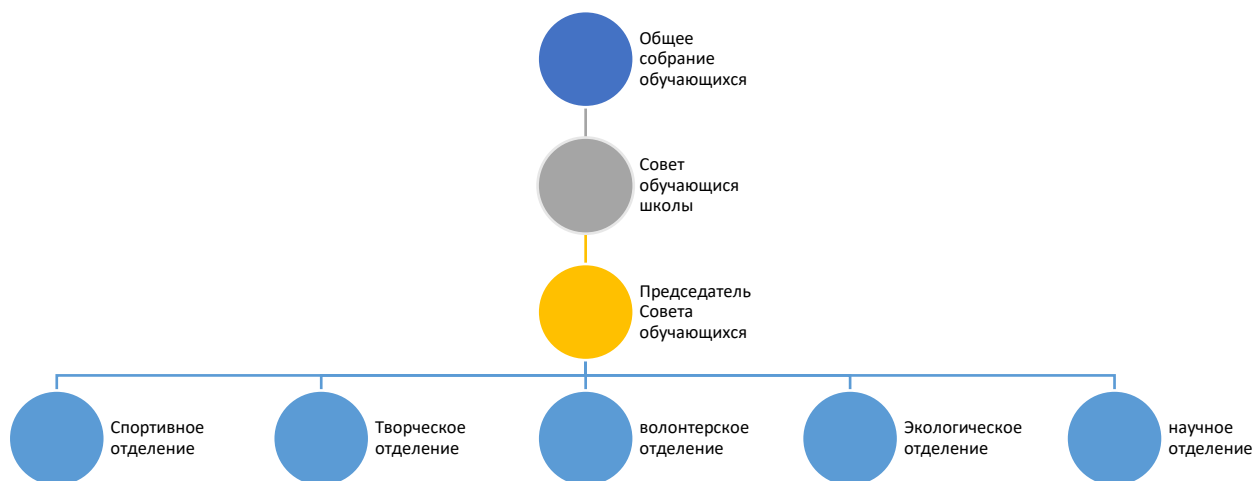 Общее
собрание
обучающихся
Совет
обучающися
школы
Председатель
Совета
обучающихся
Спортивное
отделение
Творческое
отделение
волонтерское
отделение
Экологическое
отделение
научное
отделение